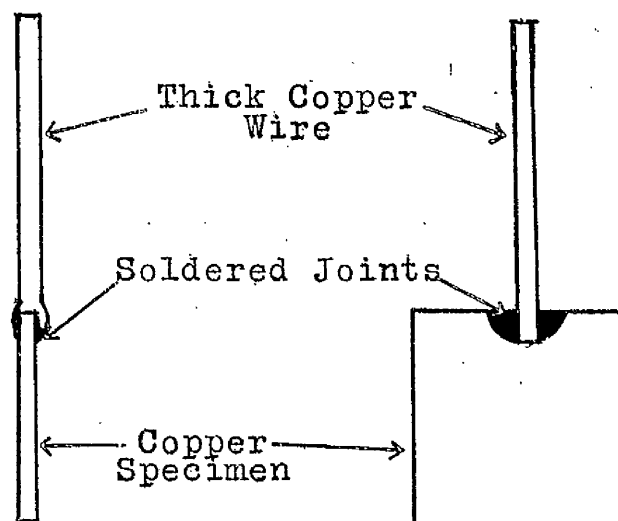 Thick Copper
Wire
Soldered Joints
Copper
Specimen